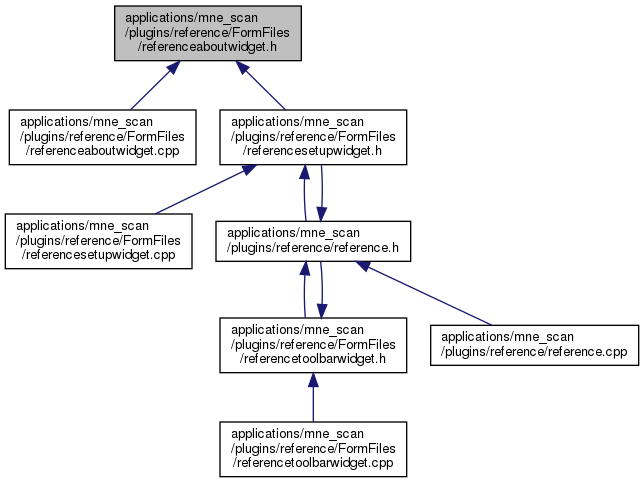 applications/mne_scan
/plugins/reference/FormFiles
/referenceaboutwidget.h
applications/mne_scan
/plugins/reference/FormFiles
/referenceaboutwidget.cpp
applications/mne_scan
/plugins/reference/FormFiles
/referencesetupwidget.h
applications/mne_scan
/plugins/reference/FormFiles
/referencesetupwidget.cpp
applications/mne_scan
/plugins/reference/reference.h
applications/mne_scan
/plugins/reference/FormFiles
/referencetoolbarwidget.h
applications/mne_scan
/plugins/reference/reference.cpp
applications/mne_scan
/plugins/reference/FormFiles
/referencetoolbarwidget.cpp